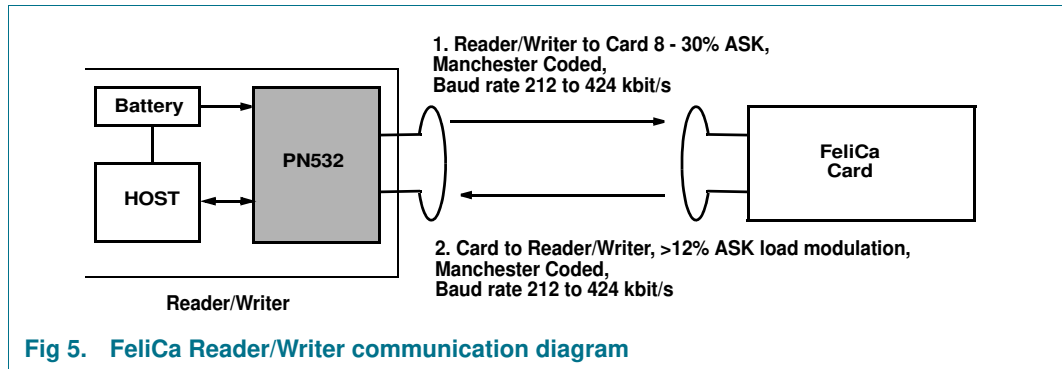 1. Reader/Writer to Card 8 - 30% ASK,
Manchester Coded,
Baud rate 212 to 424 kbit/s
Battery
PN532
HOST
FeliCa
Card
2. Card to Reader/Writer, >12% ASK load modulation,
Manchester Coded,
Baud rate 212 to 424 kbit/s
Reader/Writer
Fig 5. FeliCa Reader/Writer communication diagram